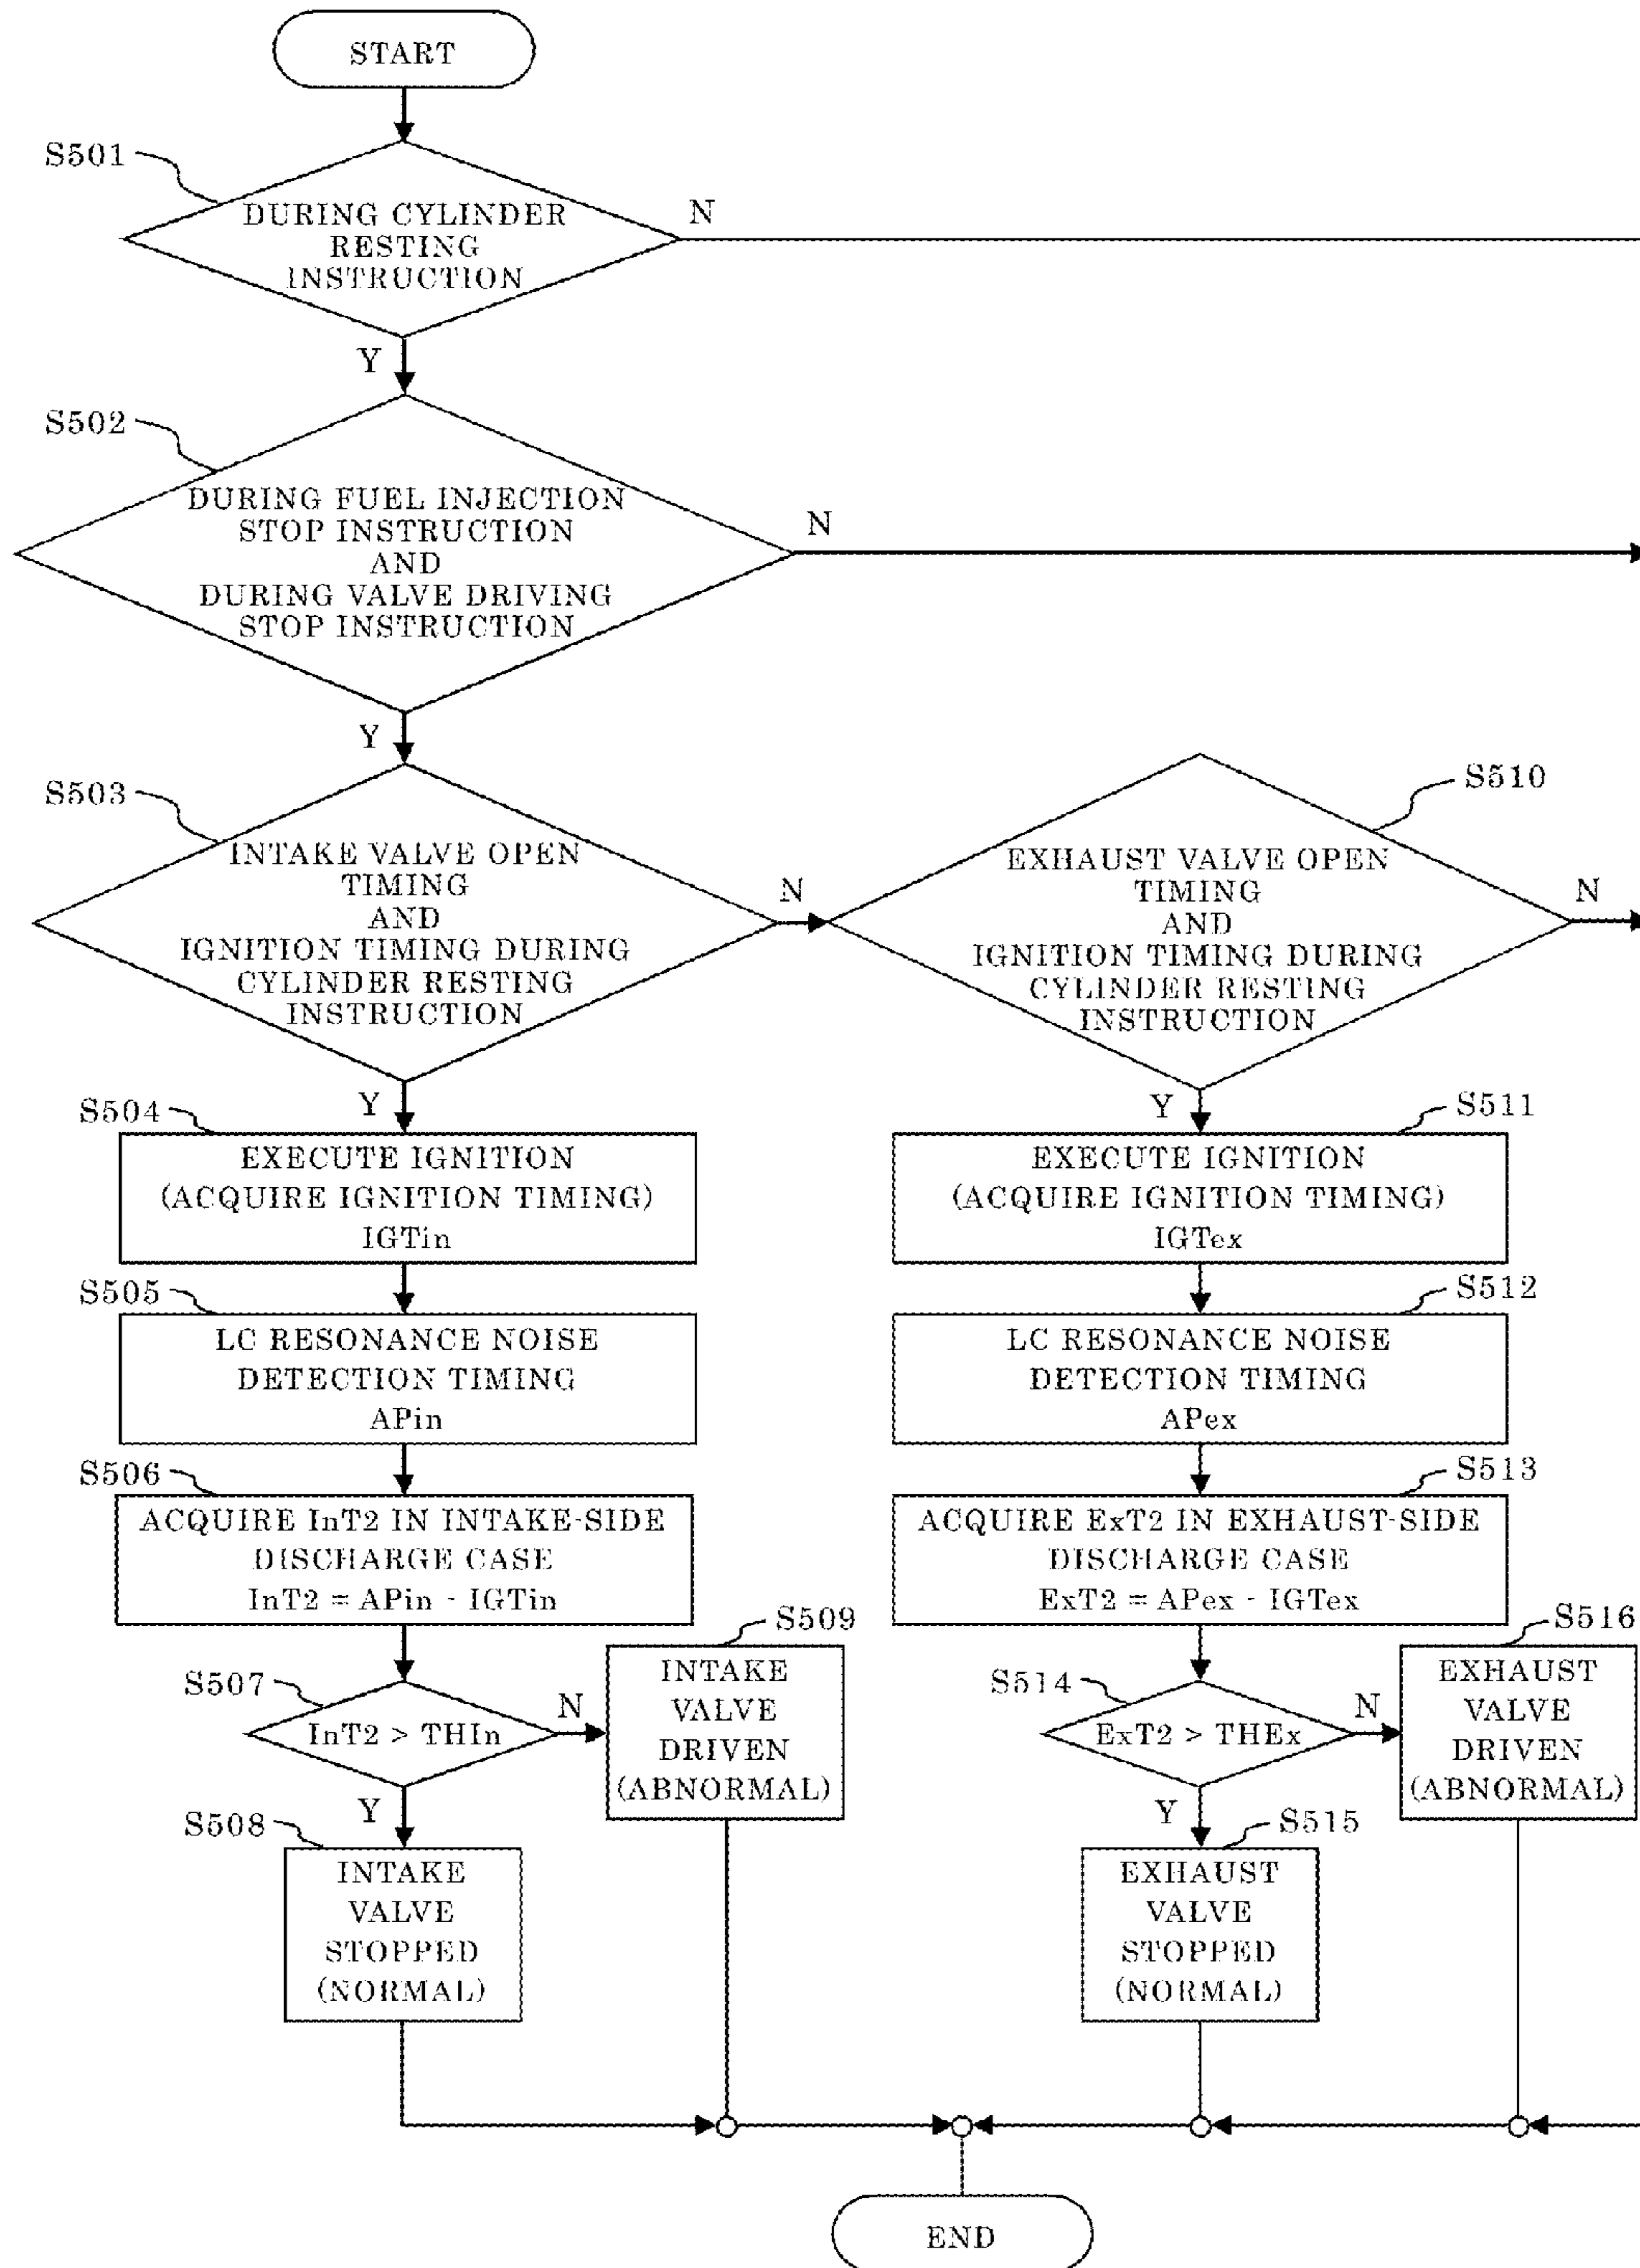 START
S501
DURING CYLINDER
RESTING
INSTRUCTION
N
Y
S502
DURING FUEL INJECTION
STOP INSTRUCTION
AND
DURING VALVE DRIVING
STOP INSTRUCTION
N
Y
S503
INTAKE VALVE OPEN
TIMING
AND
IGNITION TIMING DURING
CYLINDER RESTING
INSTRUCTION
N
Y
S510
EXHAUST VALVE OPEN
TIMING
AND
IGNITION TIMING DURING
CYLINDER RESTING
INSTRUCTION
N
Y
S504
EXECUTE IGNITION
(ACQUIRE IGNITION TIMING)
IGTin
S511
EXECUTE IGNITION
(ACQUIRE IGNITION TIMING)
IGTex
S505
LC RESONANCE NOISE
DETECTION TIMING
APin
S512
LC RESONANCE NOISE
DETECTION TIMING
APex
S506
ACQUIRE InT2 IN INTAKE-SIDE
DISCHARGE CASE
InT2 = APin - IGTin
S513
ACQUIRE ExT2 IN EXHAUST-SIDE
DISCHARGE CASE
ExT2 = APex - IGTex
S507
InT2 > THIn
N
Y
S509
INTAKE
VALVE
DRIVEN
(ABNORMAL)
S514
ExT2 > THEx
N
Y
S516
EXHAUST
VALVE
DRIVEN
(ABNORMAL)
S508
INTAKE
VALVE
STOPPED
(NORMAL)
S515
EXHAUST
VALVE
STOPPED
(NORMAL)
END